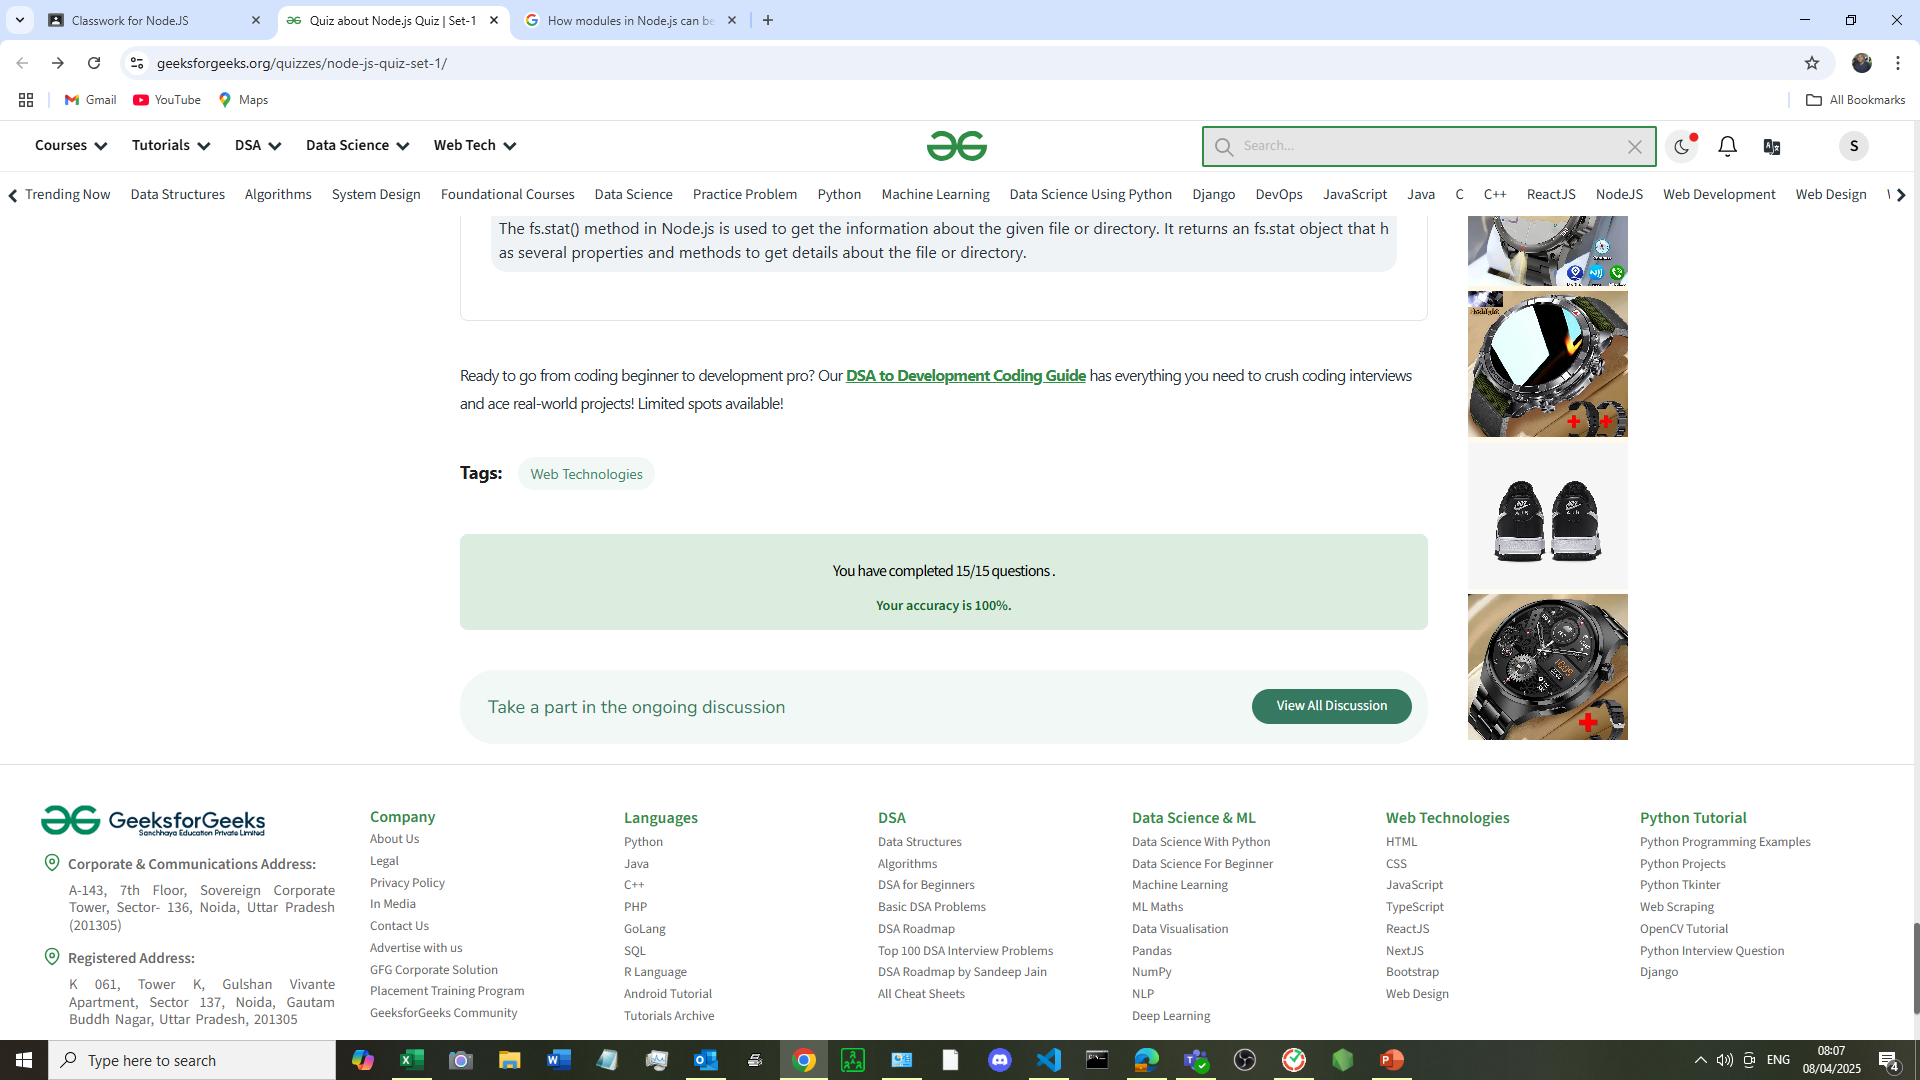 Classwork for Node.JS
Quiz about Node.js Quiz | Set-1
How modules in Node.js can be
geeksforgeeks.org/quizzes/node-js-quiz-set-1/
Gmail
YouTube
Maps
All Bookmarks
Courses
Tutorials
DSA
Data Science
Web Tech
Search...
S
Trending Now
Data Structures
Algorithms
System Design
Foundational Courses
Data Science
Practice Problem
Python
Machine Learning
Data Science Using Python
Django
DevOps
JavaScript
Java
C
C++
ReactJS
NodeJS
Web Development
Web Design
The fs.stat() method in Node.js is used to get the information about the given file or directory. It returns an fs.stat object that h
as several properties and methods to get details about the file or directory.
Ready to go from coding beginner to development pro? Our DSA to Development Coding Guide has everything you need to crush coding interviews
and ace real-world projects! Limited spots available!
Tags:
Web Technologies
You have completed 15/15 questions .
Your accuracy is 100%.
Take a part in the ongoing discussion
View All Discussion
GeeksforGeeks
Sanchhaya Education Private Limited
Corporate & Communications Address:
A-143, 7th Floor, Sovereign Corporate
Tower, Sector- 136, Noida, Uttar Pradesh
(201305)
Registered Address:
K 061, Tower K, Gulshan Vivante
Apartment, Sector 137, Noida, Gautam
Buddh Nagar, Uttar Pradesh, 201305
Company
About Us
Legal
Privacy Policy
In Media
Contact Us
Advertise with us
GFG Corporate Solution
Placement Training Program
GeeksforGeeks Community
Languages
Python
Java
C++
PHP
GoLang
SQL
R Language
Android Tutorial
Tutorials Archive
DSA
Data Structures
Algorithms
DSA for Beginners
Basic DSA Problems
DSA Roadmap
Top 100 DSA Interview Problems
DSA Roadmap by Sandeep Jain
All Cheat Sheets
Data Science & ML
Data Science With Python
Data Science For Beginner
Machine Learning
ML Maths
Data Visualisation
Pandas
NumPy
NLP
Deep Learning
Web Technologies
HTML
CSS
JavaScript
TypeScript
ReactJS
NextJS
Bootstrap
Web Design
Python Tutorial
Python Programming Examples
Python Projects
Python Tkinter
Web Scraping
OpenCV Tutorial
Python Interview Question
Django
Type here to search
ENG
08:07
08/04/2025
4